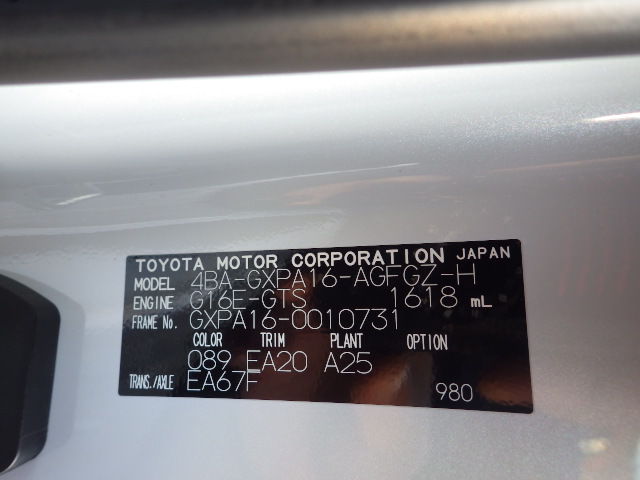 TOYOTA MOTOR CORPORATION JAPAN
MODEL 4BA-GXPA16-AGFGZ-H
ENGINE G16E-GTS 1618 mL
FRAME No. GXPA16-0010731
COLOR TRIM PLANT OPTION
089 EA20 A25
TRANS./AXLE EA67F
980